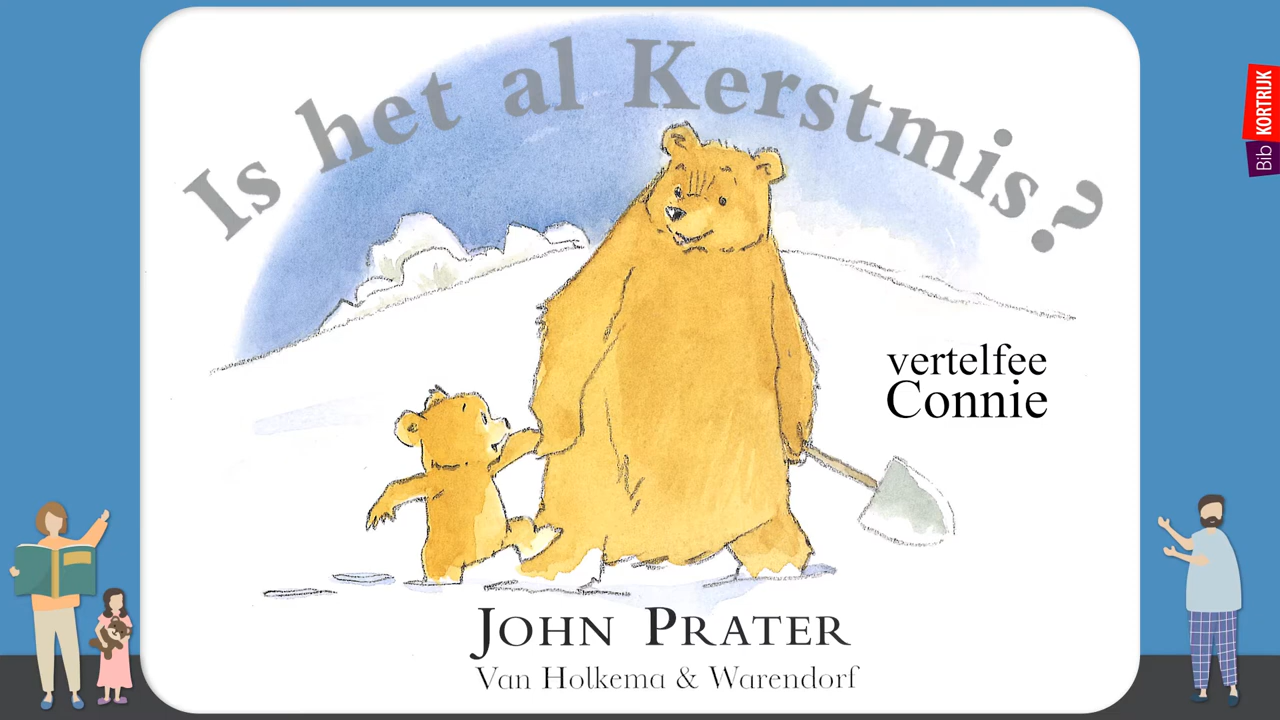 Is het al Kerstmis?
vertelfee
Connie
JOHN PRATER
Van Holkema & Warendorf
Bib KORTRIJK